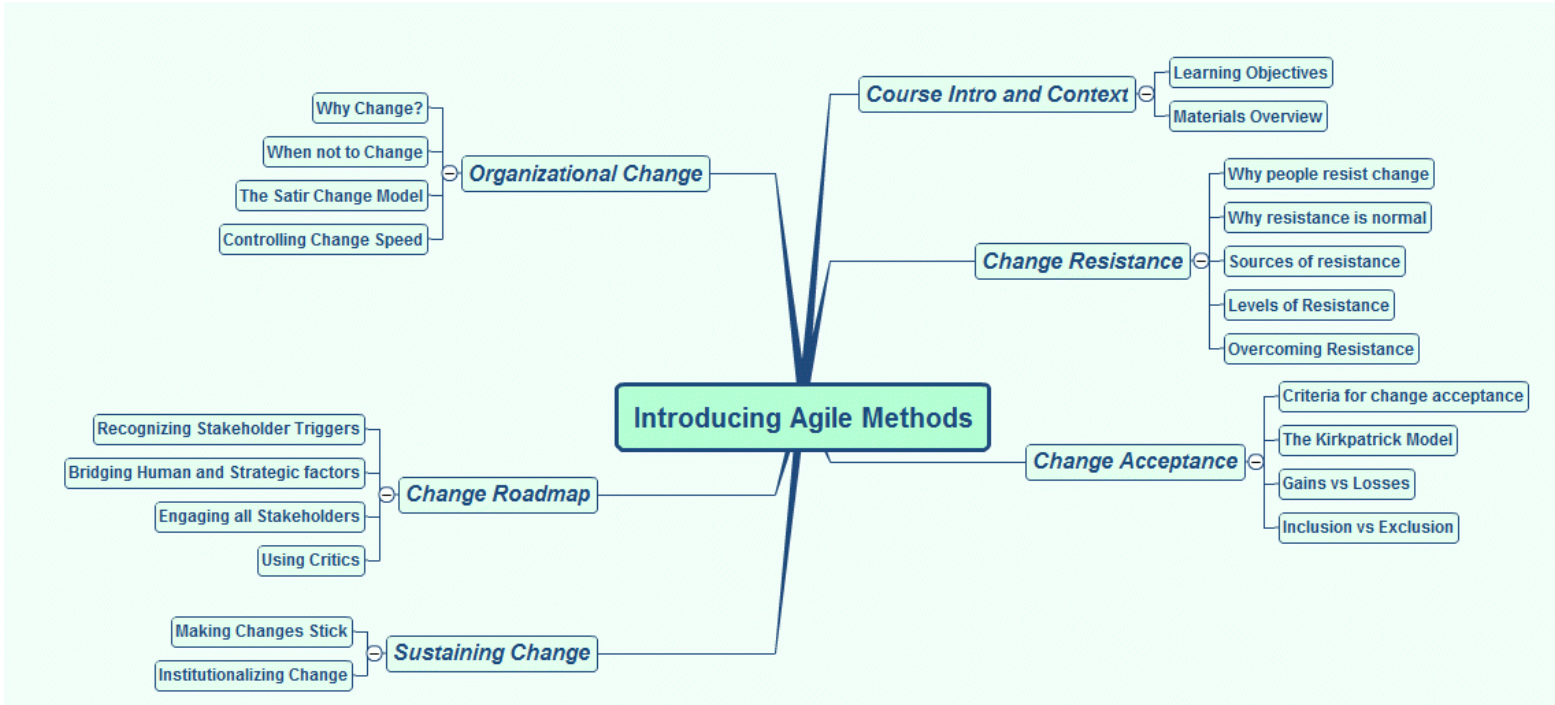 Introducing Agile Methods
Course Intro and Context
Learning Objectives
Materials Overview
Change Resistance
Why people resist change
Why resistance is normal
Sources of resistance
Levels of Resistance
Overcoming Resistance
Change Acceptance
Criteria for change acceptance
The Kirkpatrick Model
Gains vs Losses
Inclusion vs Exclusion
Organizational Change
Why Change?
When not to Change
The Satir Change Model
Controlling Change Speed
Change Roadmap
Recognizing Stakeholder Triggers
Bridging Human and Strategic factors
Engaging all Stakeholders
Using Critics
Sustaining Change
Making Changes Stick
Institutionalizing Change